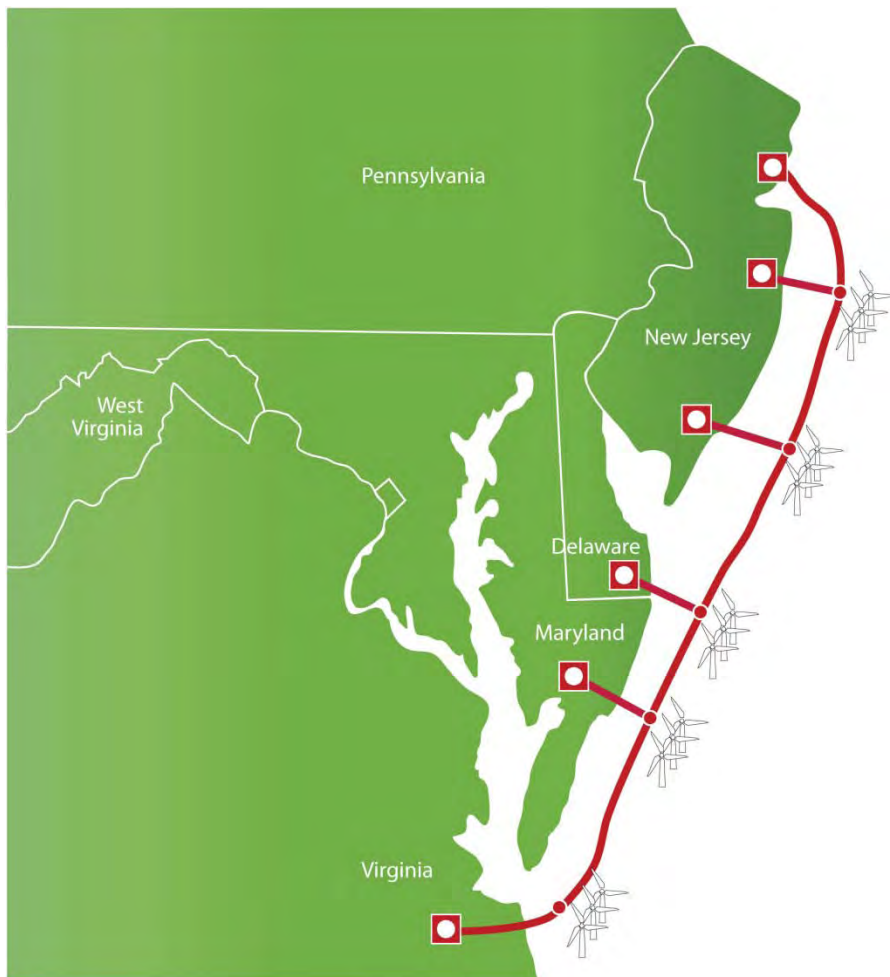 Pennsylvania
New Jersey
West
Virginia
Delaware
Maryland
Virginia